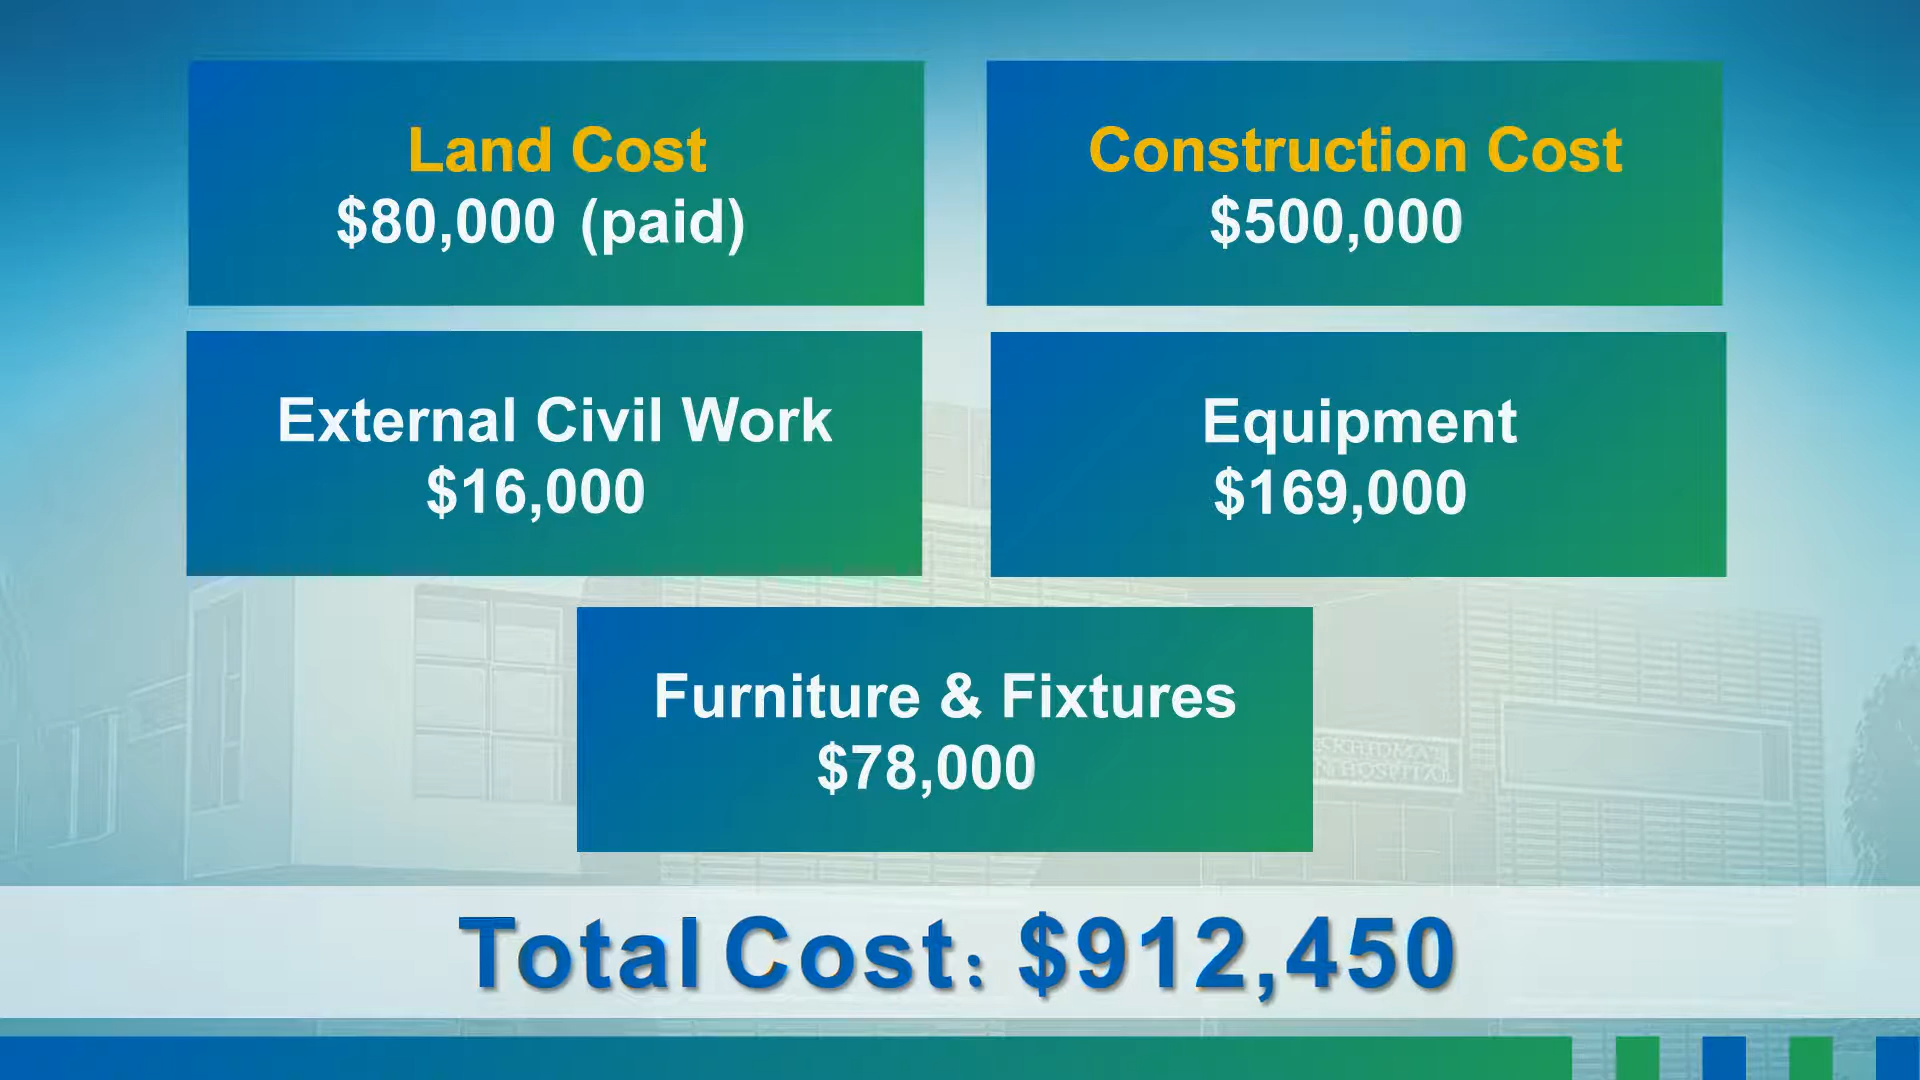 Land Cost
$80,000 (paid)
Construction Cost
$500,000
External Civil Work
$16,000
Equipment
$169,000
Furniture & Fixtures
$78,000
HOSPITAL
Total Cost: $912,450